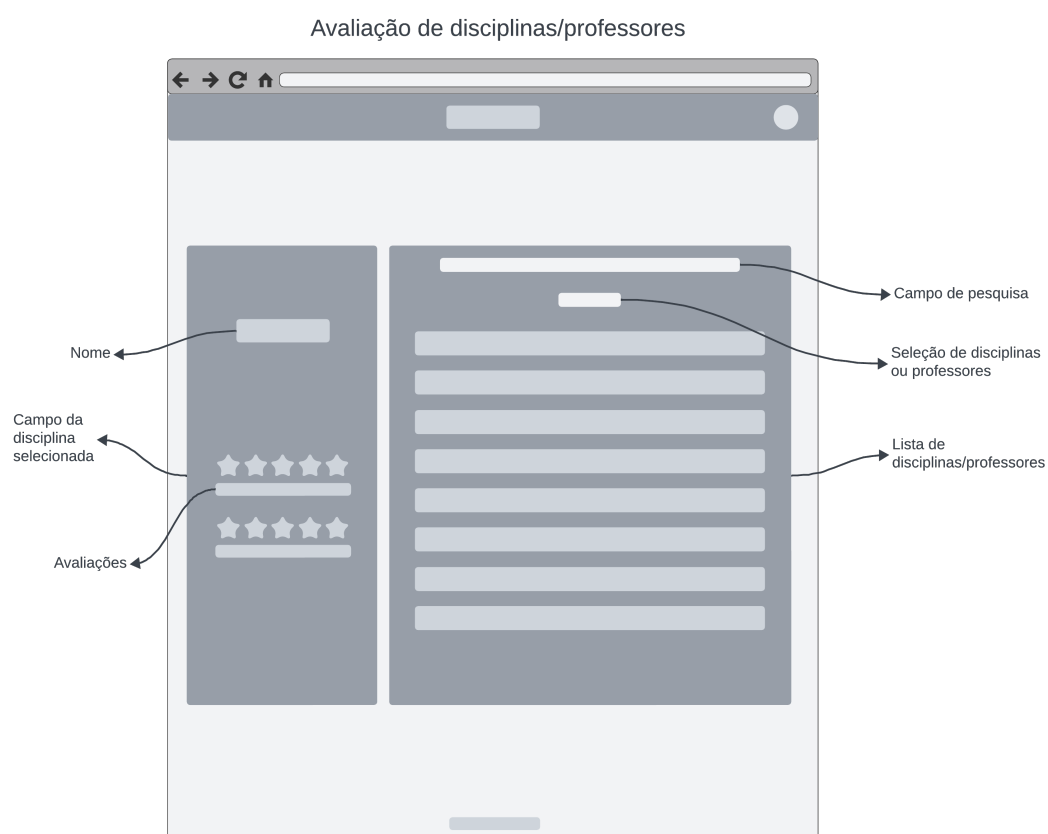 Avaliação de disciplinas/professores
Campo de pesquisa
Nome
Seleção de disciplinas
ou professores
Campo da
disciplina
selecionada
Lista de
disciplinas/professores
Avaliações